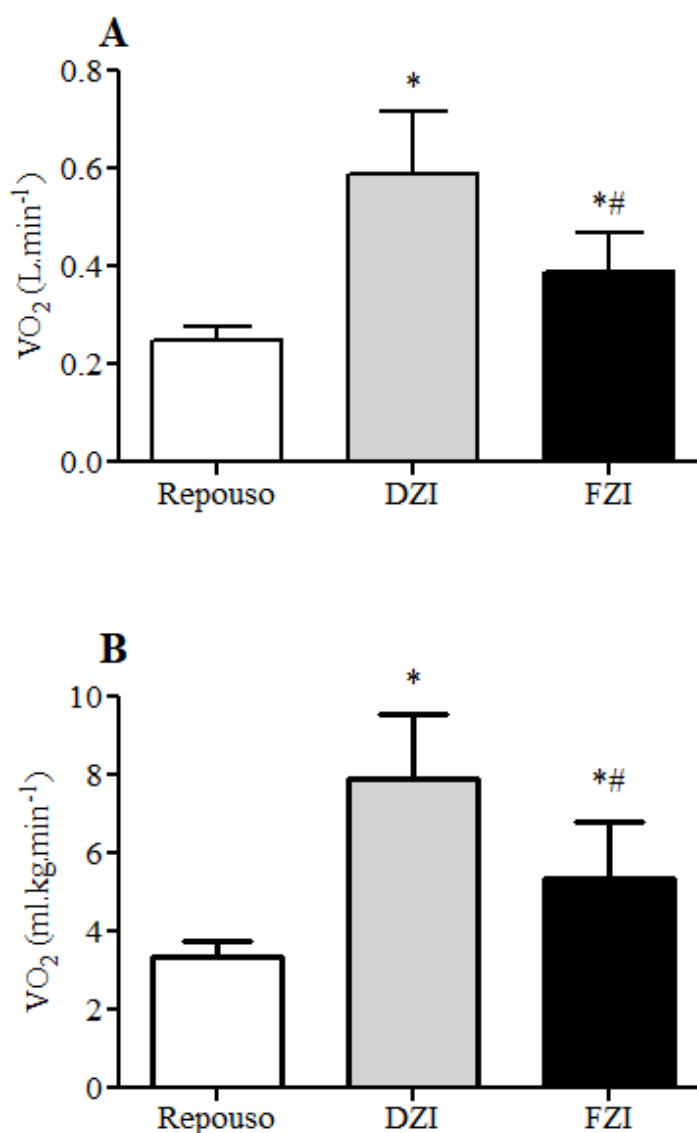 A
0.8
0.6
0.4
0.2
0.0
VO₂ (L.min⁻¹)
*
*#
Repouso DZI FZI
B
10
8
6
4
2
0
VO₂ (ml.kg.min⁻¹)
*
*#
Repouso DZI FZI